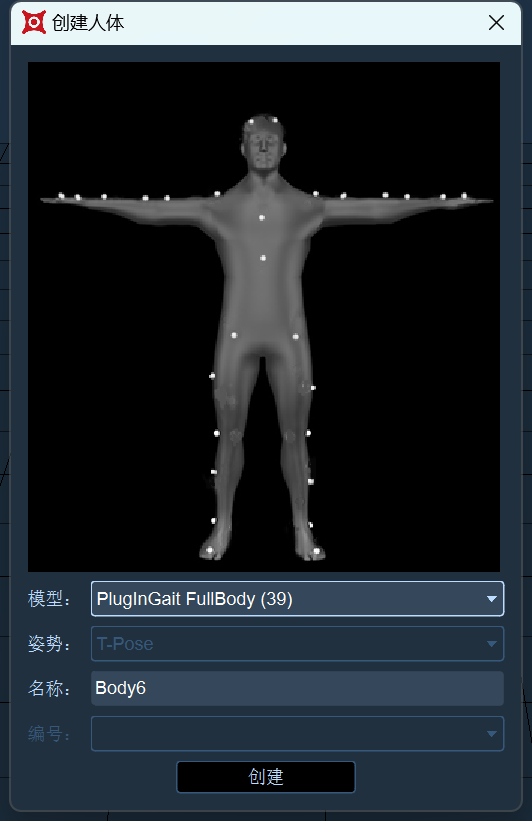 创建人体
模型： PlugInGait FullBody (39)
姿势： T-Pose
名称： Body6
编号：
创建